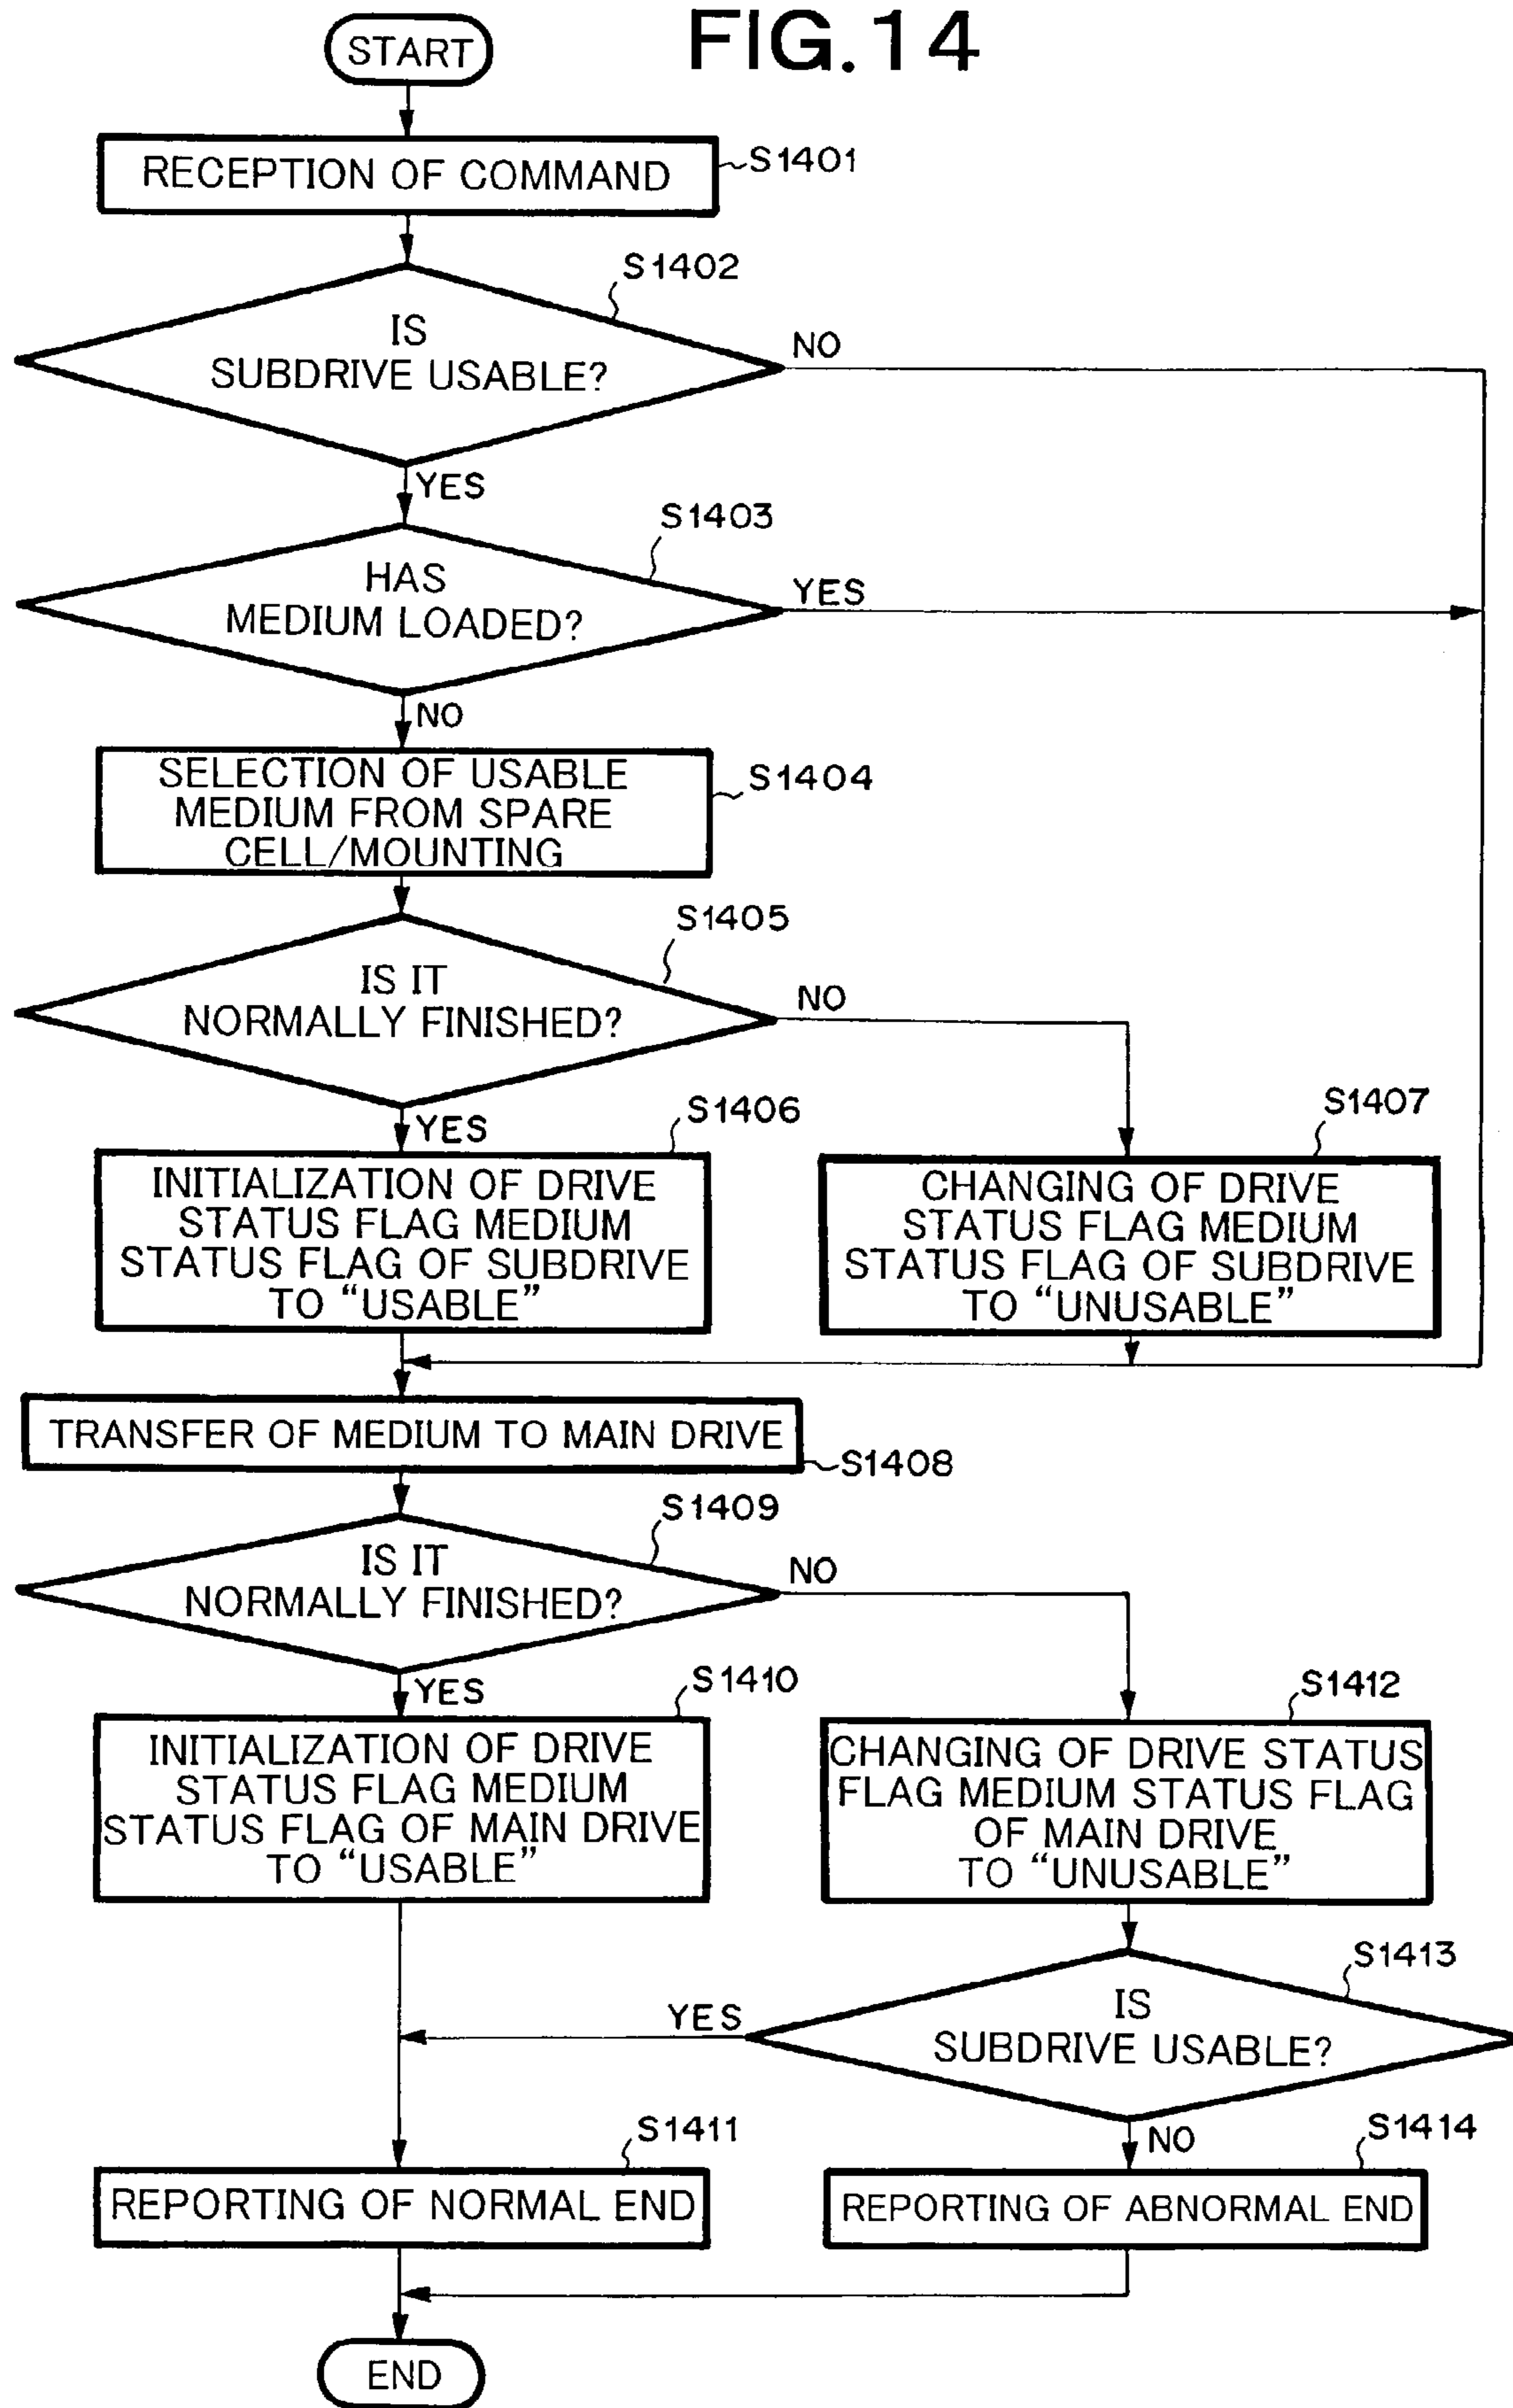 FIG.14
START
RECEPTION OF COMMAND
S1401
S1402
IS
SUBDRIVE USABLE?
NO
YES
S1403
HAS
MEDIUM LOADED?
YES
NO
SELECTION OF USABLE
MEDIUM FROM SPARE
CELL/MOUNTING
S1404
S1405
IS IT
NORMALLY FINISHED?
NO
YES
S1406
INITIALIZATION OF DRIVE
STATUS FLAG MEDIUM
STATUS FLAG OF SUBDRIVE
TO “USABLE”
S1407
CHANGING OF DRIVE
STATUS FLAG MEDIUM
STATUS FLAG OF SUBDRIVE
TO “UNUSABLE”
TRANSFER OF MEDIUM TO MAIN DRIVE
S1408
S1409
IS IT
NORMALLY FINISHED?
NO
YES
S1410
INITIALIZATION OF DRIVE
STATUS FLAG MEDIUM
STATUS FLAG OF MAIN DRIVE
TO “USABLE”
S1412
CHANGING OF DRIVE STATUS
FLAG MEDIUM STATUS FLAG
OF MAIN DRIVE
TO “UNUSABLE”
S1413
IS
SUBDRIVE USABLE?
YES
NO
S1411
REPORTING OF NORMAL END
S1414
REPORTING OF ABNORMAL END
END